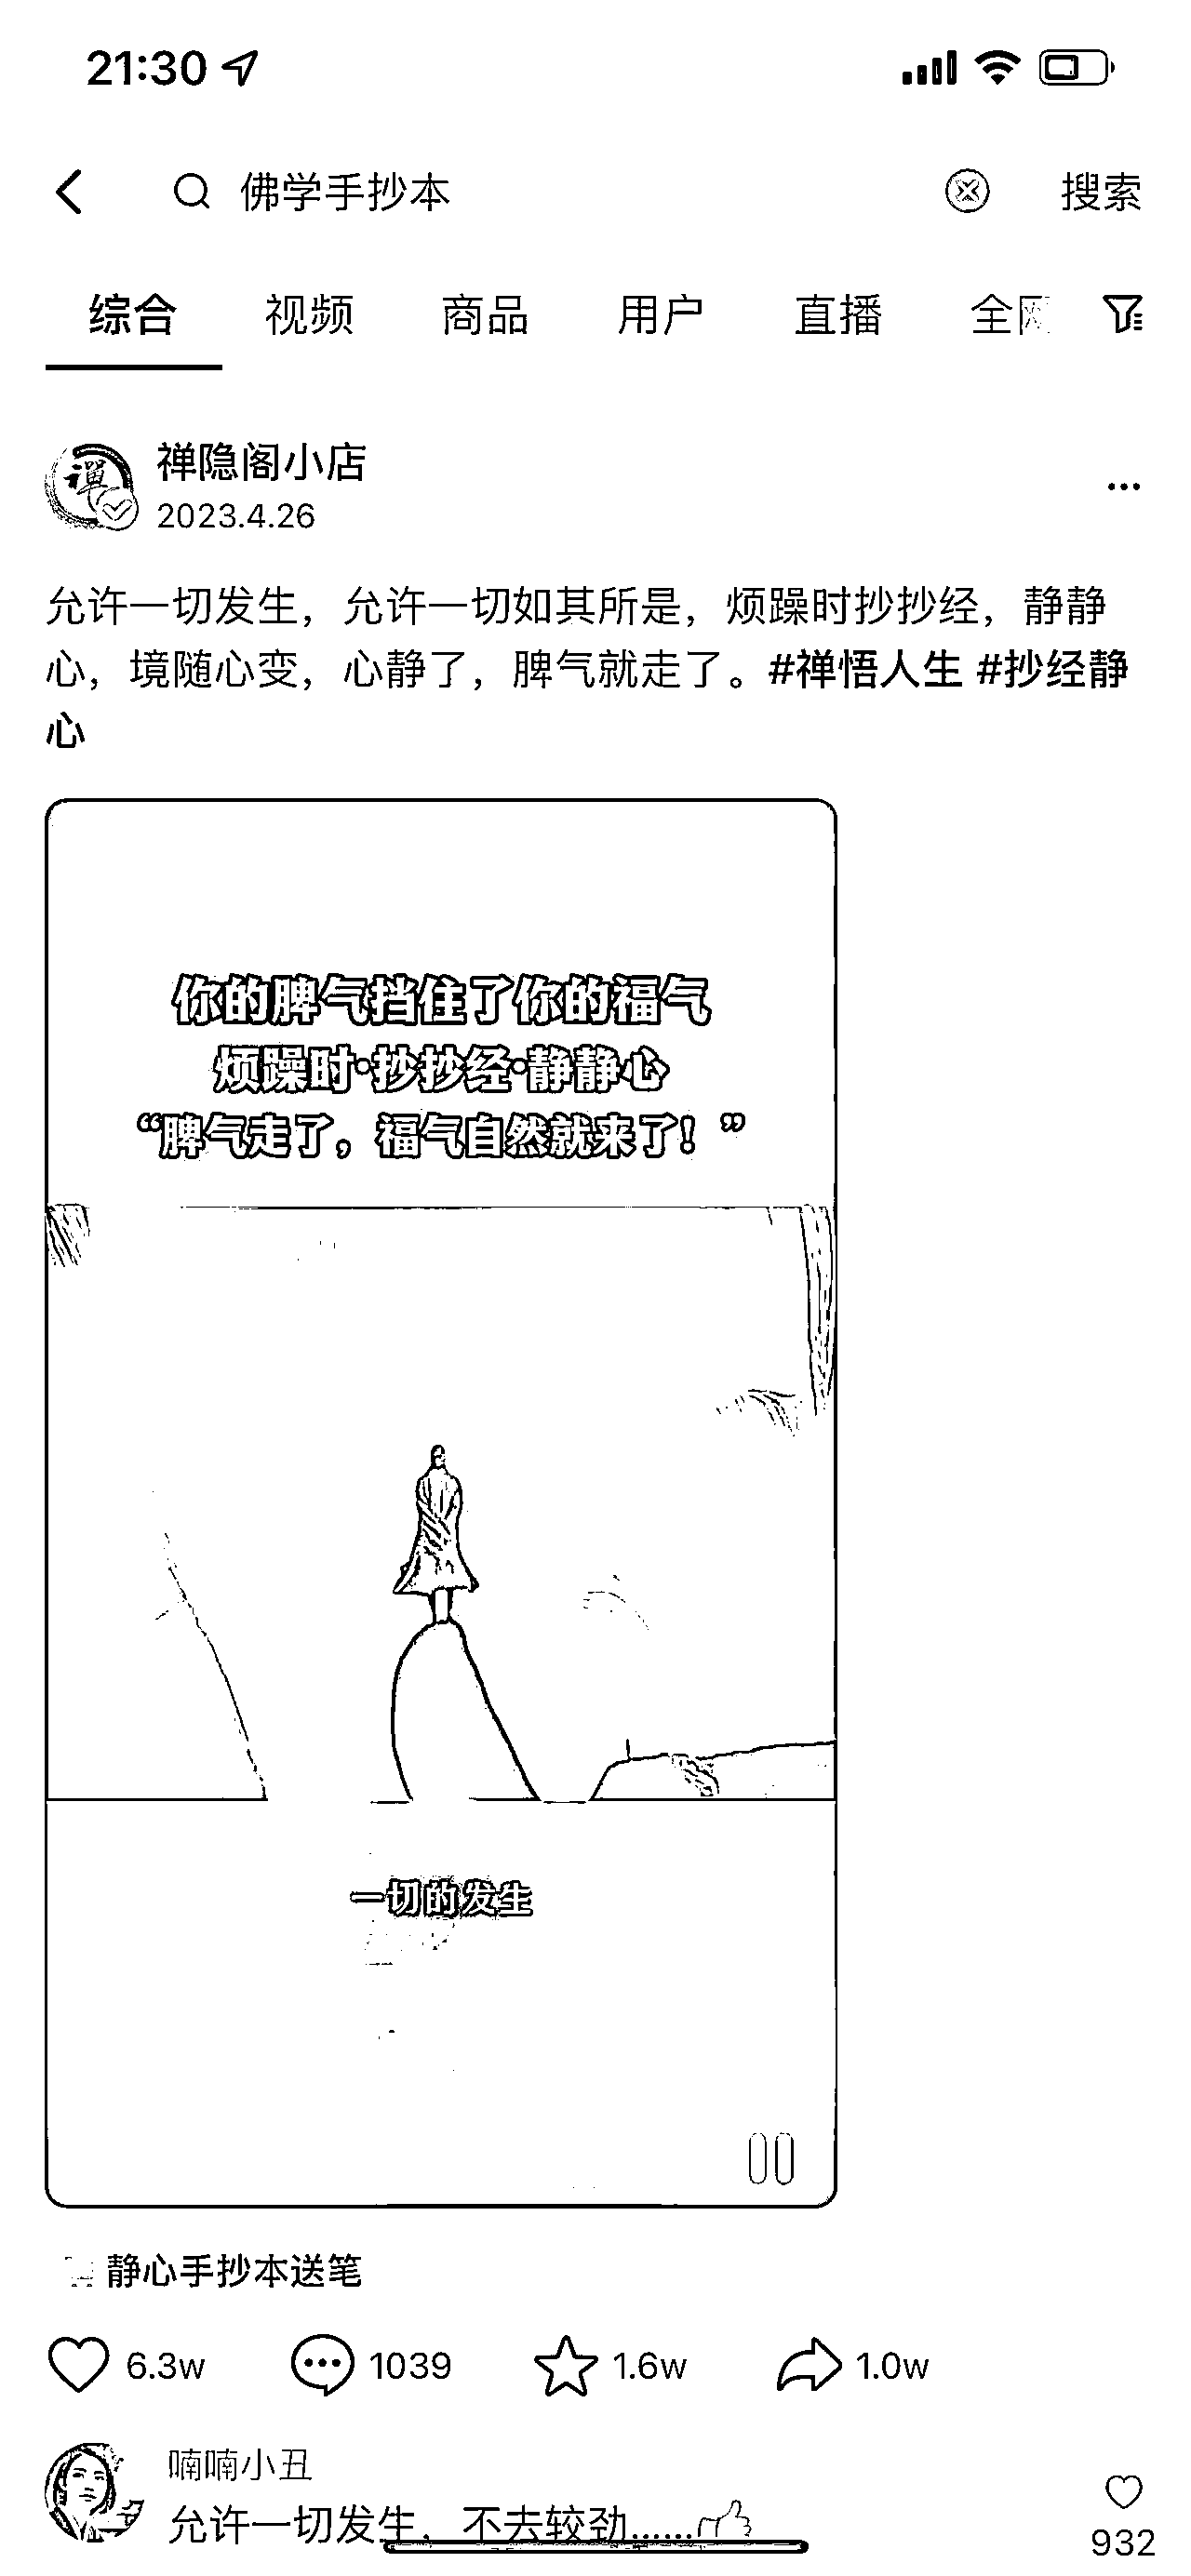 21:30
佛学手抄本
搜索
综合 视频 商品 用户 直播 全网
禅
禅隐阁小店
2023.4.26
允许一切发生，允许一切如其所是，烦躁时抄抄经，静静
心，境随心变，心静了，脾气就走了。#禅悟人生 #抄经静
心
你的脾气挡住了你的福气
烦躁时·抄抄经·静静心
“脾气走了，福气自然就来了！”
一切的发生
静心手抄本送笔
6.3w 1039 1.6w 1.0w
喃喃小丑
允许一切发生，不去较劲......
932